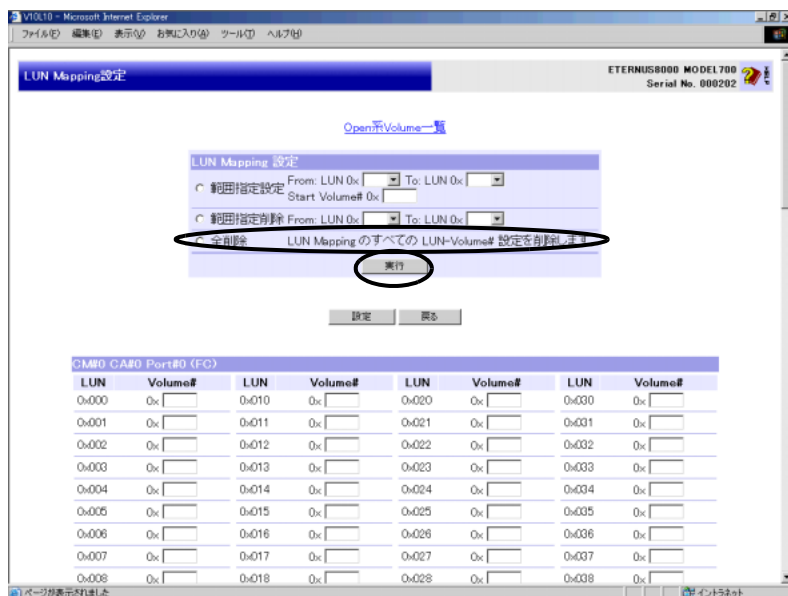 V10L10 - Microsoft Internet Explorer
ファイル(F) 編集(E) 表示(V) お気に入り(A) ツール(T) ヘルプ(H)
LUN Mapping設定
ETERNUS8000 MODEL700
Serial No. 000202
Open系Volume一覧
LUN Mapping 設定
範囲指定設定 From: LUN 0x To: LUN 0x
Start Volume# 0x
範囲指定削除 From: LUN 0x To: LUN 0x
全削除 LUN Mapping のすべての LUN-Volume# 設定を削除します
実行
設定 戻る
CM#0 CA#0 Port#0 (FC)
LUN Volume# LUN Volume# LUN Volume# LUN Volume#
0x000 0x 0x010 0x 0x020 0x 0x030 0x
0x001 0x 0x011 0x 0x021 0x 0x031 0x
0x002 0x 0x012 0x 0x022 0x 0x032 0x
0x003 0x 0x013 0x 0x023 0x 0x033 0x
0x004 0x 0x014 0x 0x024 0x 0x034 0x
0x005 0x 0x015 0x 0x025 0x 0x035 0x
0x006 0x 0x016 0x 0x026 0x 0x036 0x
0x007 0x 0x017 0x 0x027 0x 0x037 0x
0x008 0x 0x018 0x 0x028 0x 0x038 0x
ページが表示されました イントラネット